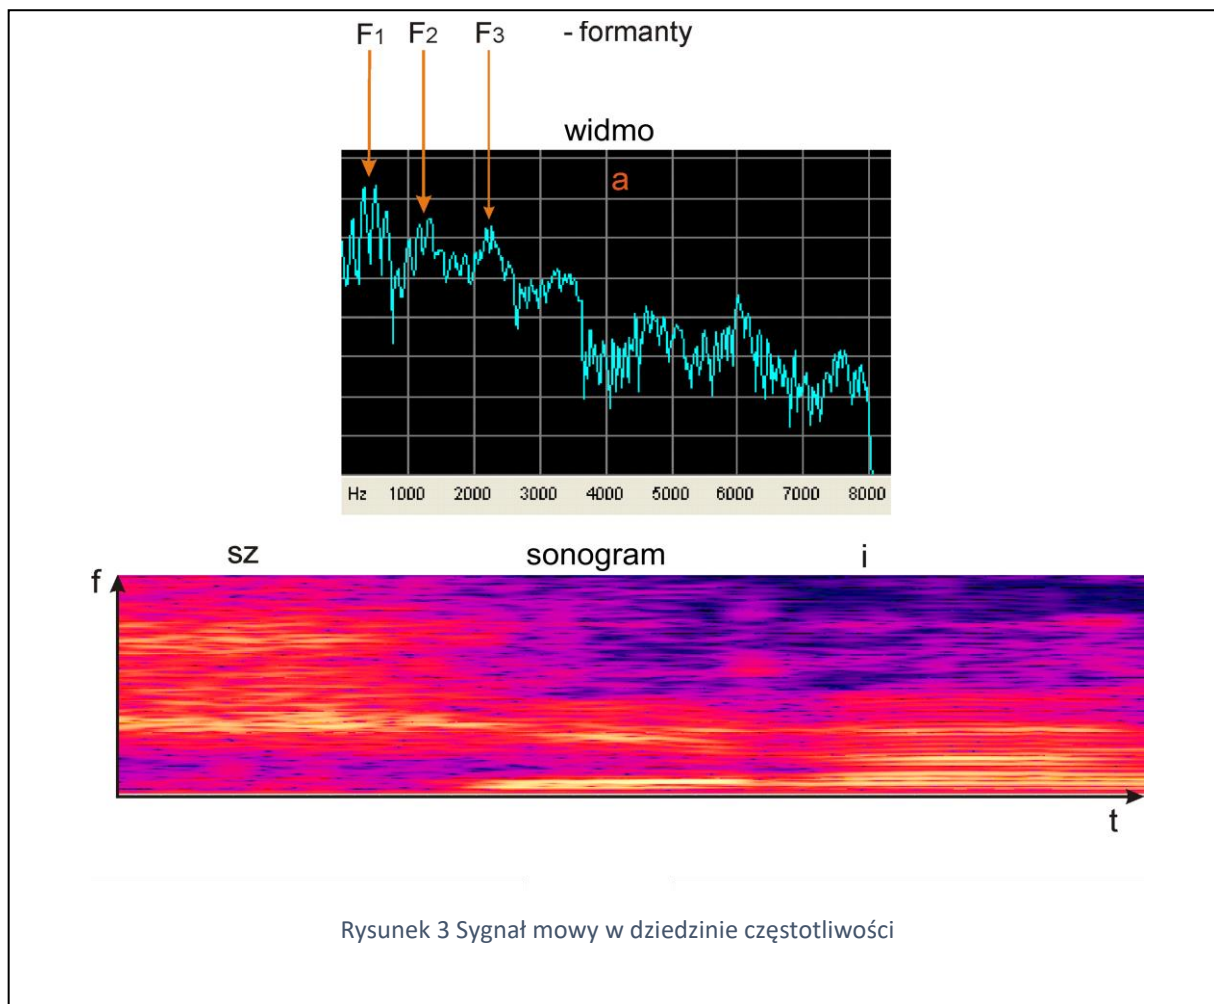 F1 F2 F3 - formanty
widmo
a
Hz 1000 2000 3000 4000 5000 6000 7000 8000
sz sonogram i
f
t
Rysunek 3 Sygnał mowy w dziedzinie częstotliwości